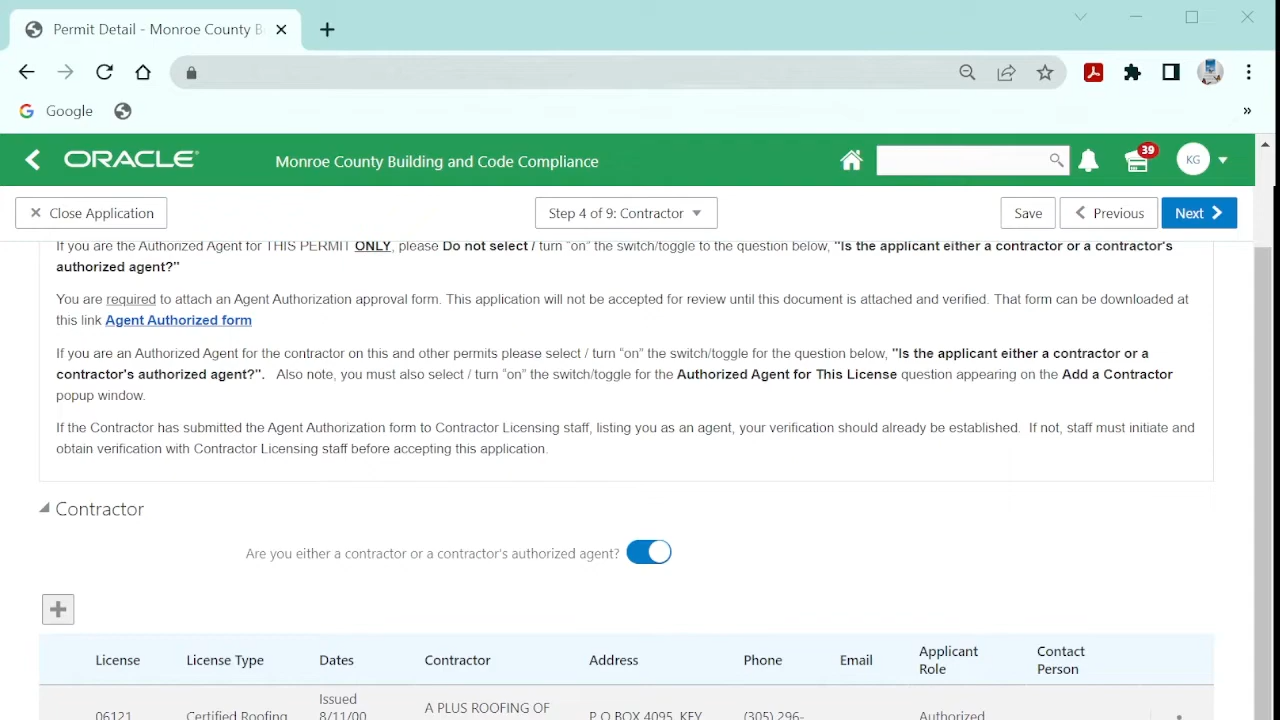 Permit Detail - Monroe County B
Google
»
ORACLE
Monroe County Building and Code Compliance
39
KG
Close Application
Step 4 of 9: Contractor
Save
Previous
Next
If you are the Authorized Agent for THIS PERMIT ONLY, please Do not select / turn “on” the switch/toggle to the question below, "Is the applicant either a contractor or a contractor's
authorized agent?"
You are required to attach an Agent Authorization approval form. This application will not be accepted for review until this document is attached and verified. That form can be downloaded at
this link Agent Authorized form
If you are an Authorized Agent for the contractor on this and other permits please select / turn “on” the switch/toggle for the question below, "Is the applicant either a contractor or a
contractor's authorized agent?". Also note, you must also select / turn “on” the switch/toggle for the Authorized Agent for This License question appearing on the Add a Contractor
popup window.
If the Contractor has submitted the Agent Authorization form to Contractor Licensing staff, listing you as an agent, your verification should already be established. If not, staff must initiate and
obtain verification with Contractor Licensing staff before accepting this application.
Contractor
Are you either a contractor or a contractor's authorized agent?
License License Type Dates Contractor Address Phone Email Applicant Role Contact Person
Issued
A PLUS ROOFING OF
06121 Certified Roofing 8/11/00 P O BOX 4095, KEY (305) 296- Authorized